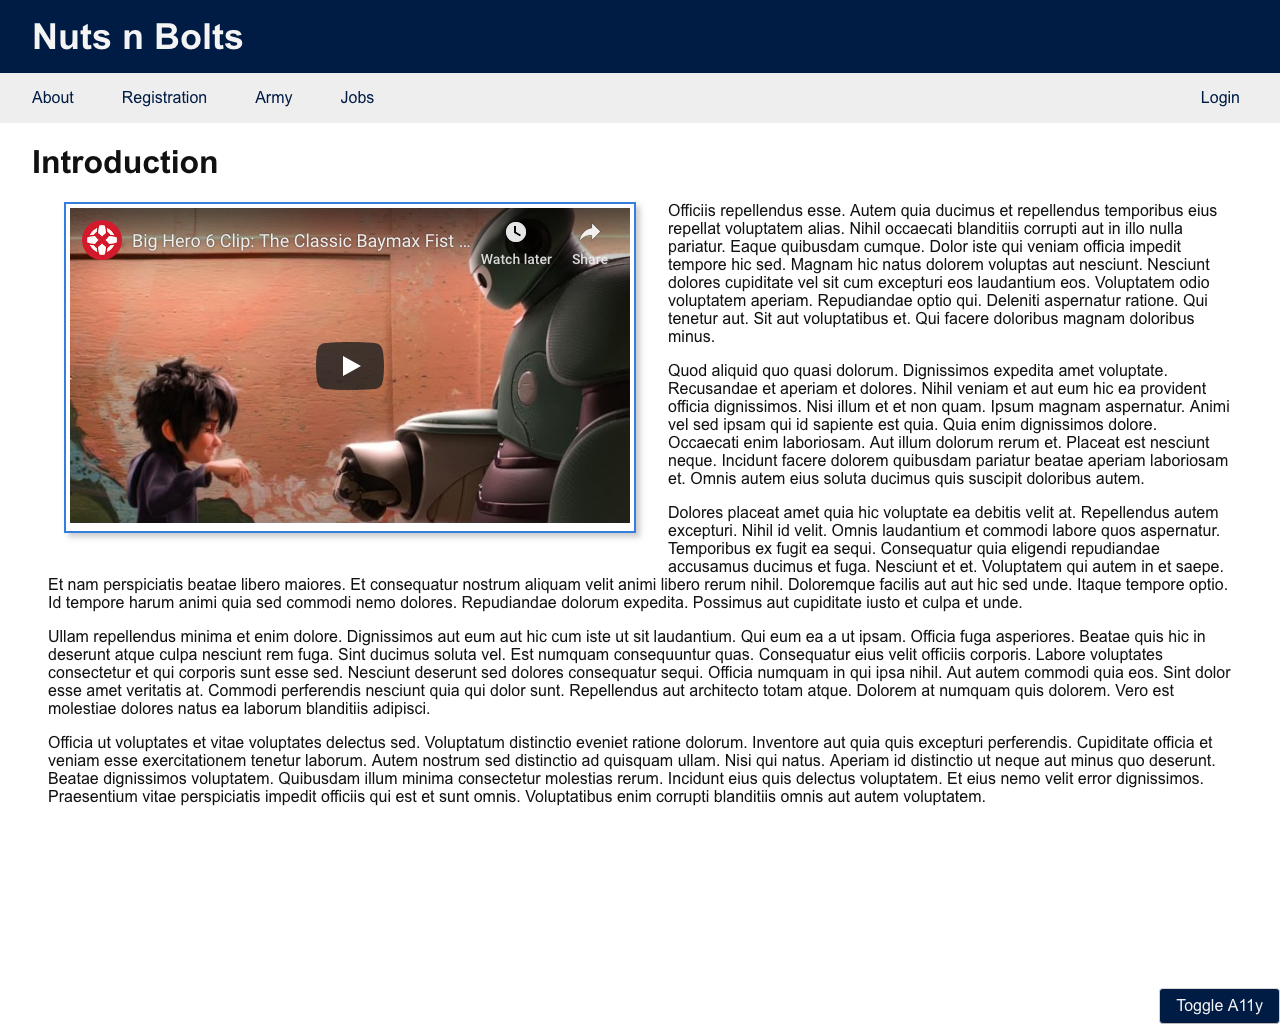 Nuts n Bolts
About Registration Army Jobs Login
Introduction
Big Hero 6 Clip: The Classic Baymax Fist ...
Watch later Share
Officiis repellendus esse. Autem quia ducimus et repellendus temporibus eius
repellat voluptatem alias. Nihil occaecati blanditiis corrupti aut in illo nulla
pariatur. Eaque quibusdam cumque. Dolor iste qui veniam officia impedit
tempore hic sed. Magnam hic natus dolorem voluptas aut nesciunt. Nesciunt
dolores cupiditate vel sit cum excepturi eos laudantium eos. Voluptatem odio
voluptatem aperiam. Repudiandae optio qui. Deleniti aspernatur ratione. Qui
tenetur aut. Sit aut voluptatibus et. Qui facere doloribus magnam doloribus
minus.
Quod aliquid quo quasi dolorum. Dignissimos expedita amet voluptate.
Recusandae et aperiam et dolores. Nihil veniam et aut eum hic ea provident
officia dignissimos. Nisi illum et et non quam. Ipsum magnam aspernatur. Animi
vel sed ipsam qui id sapiente est quia. Quia enim dignissimos dolore.
Occaecati enim laboriosam. Aut illum dolorum rerum et. Placeat est nesciunt
neque. Incidunt facere dolorem quibusdam pariatur beatae aperiam laboriosam
et. Omnis autem eius soluta ducimus quis suscipit doloribus autem.
Dolores placeat amet quia hic voluptate ea debitis velit at. Repellendus autem
excepturi. Nihil id velit. Omnis laudantium et commodi labore quos aspernatur.
Temporibus ex fugit ea sequi. Consequatur quia eligendi repudiandae
accusamus ducimus et fuga. Nesciunt et et. Voluptatem qui autem in et saepe.
Et nam perspiciatis beatae libero maiores. Et consequatur nostrum aliquam velit animi libero rerum nihil. Doloremque facilis aut aut hic sed unde. Itaque tempore optio.
Id tempore harum animi quia sed commodi nemo dolores. Repudiandae dolorum expedita. Possimus aut cupiditate iusto et culpa et unde.
Ullam repellendus minima et enim dolore. Dignissimos aut eum aut hic cum iste ut sit laudantium. Qui eum ea a ut ipsam. Officia fuga asperiores. Beatae quis hic in
deserunt atque culpa nesciunt rem fuga. Sint ducimus soluta vel. Est numquam consequuntur quas. Consequatur eius velit officiis corporis. Labore voluptates
consectetur et qui corporis sunt esse sed. Nesciunt deserunt sed dolores consequatur sequi. Officia numquam in qui ipsa nihil. Aut autem commodi quia eos. Sint dolor
esse amet veritatis at. Commodi perferendis nesciunt quia qui dolor sunt. Repellendus aut architecto totam atque. Dolorem at numquam quis dolorem. Vero est
molestiae dolores natus ea laborum blanditiis adipisci.
Officia ut voluptates et vitae voluptates delectus sed. Voluptatum distinctio eveniet ratione dolorum. Inventore aut quia quis excepturi perferendis. Cupiditate officia et
veniam esse exercitationem tenetur laborum. Autem nostrum sed distinctio ad quisquam ullam. Nisi qui natus. Aperiam id distinctio ut neque aut minus quo deserunt.
Beatae dignissimos voluptatem. Quibusdam illum minima consectetur molestias rerum. Incidunt eius quis delectus voluptatem. Et eius nemo velit error dignissimos.
Praesentium vitae perspiciatis impedit officiis qui est et sunt omnis. Voluptatibus enim corrupti blanditiis omnis aut autem voluptatem.
Toggle A11y